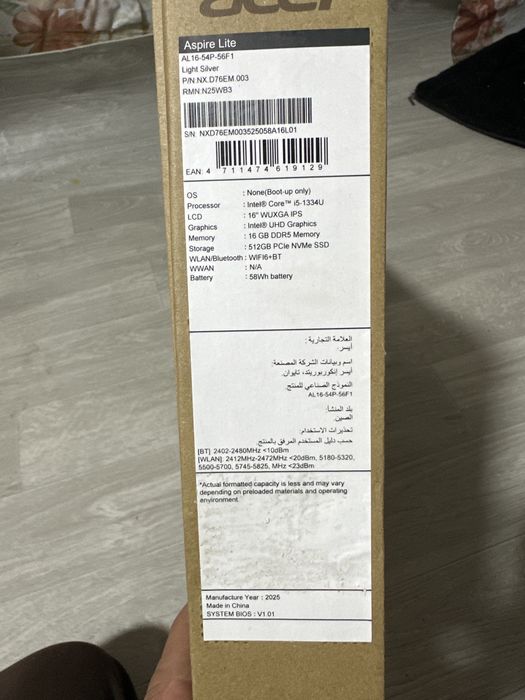 acer
Aspire Lite
AL16-54P-56F1
Light Silver
P/N:NX.D76EM.003
RMN:N25WB3
S/N: NXD76EM003525058A16L01
EAN: 4 711474 619129
OS : None(Boot-up only)
Processor : Intel® Core™ i5-1334U
LCD : 16" WUXGA IPS
Graphics : Intel® UHD Graphics
Memory : 16 GB DDR5 Memory
Storage : 512GB PCIe NVMe SSD
WLAN/Bluetooth : WIFI6+BT
WWAN : N/A
Battery : 58Wh battery
العلامة التجارية :
أيسر.
اسم وبيانات الشركة المصنعة:
أيسر إنكوربوريتد، تايوان.
النموذج الصناعي للمنتج:
AL16-54P-56F1
بلد المنشأ:
الصين.
تحذيرات الاستخدام:
حسب دليل المستخدم المرفق بالمنتج.
[BT] 2402-2480MHz <10dBm
[WLAN]: 2412MHz-2472MHz <20dBm, 5180-5320,
5500-5700, 5745-5825, MHz <23dBm
*Actual formatted capacity is less and may vary
depending on preloaded materials and operating
environment
Manufacture Year : 2025
Made in China
SYSTEM BIOS : V1.01